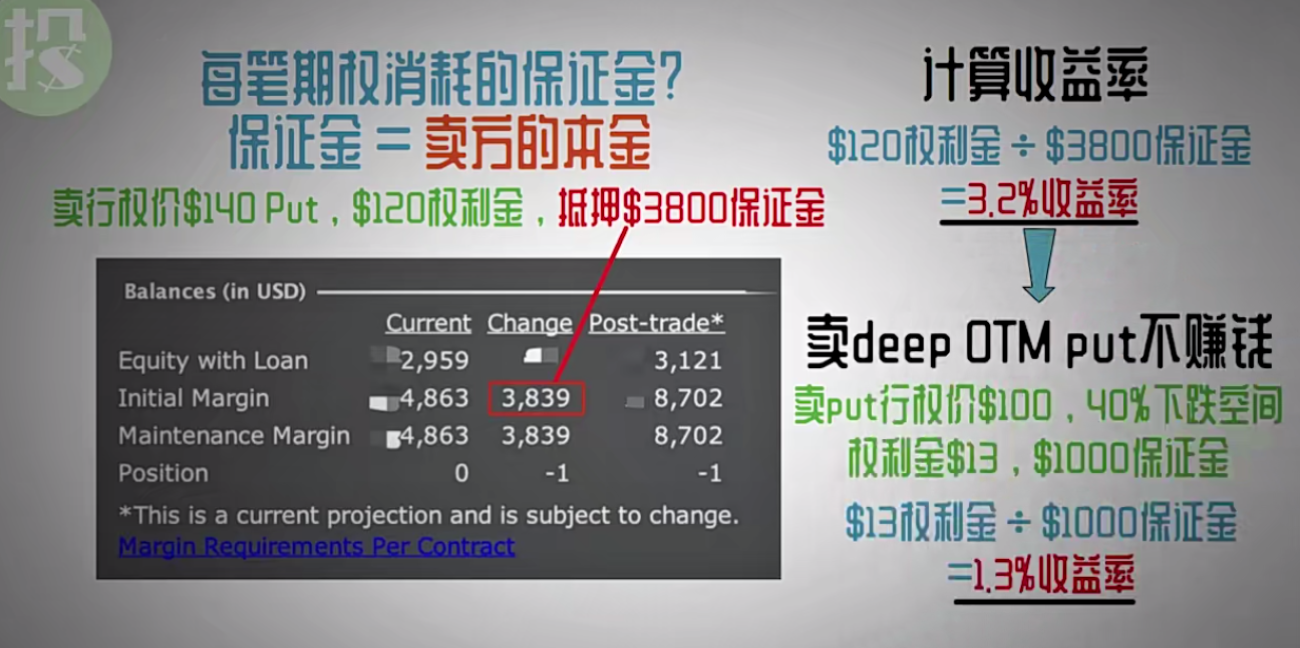 投$
每笔期权消耗的保证金?
保证金 = 卖方的本金
卖行权价$140 Put，$120权利金，抵押$3800保证金
Balances (in USD)
Current Change Post-trade*
Equity with Loan 2,959 3,121
Initial Margin 4,863 3,839 8,702
Maintenance Margin 4,863 3,839 8,702
Position 0 -1 -1
*This is a current projection and is subject to change.
Margin Requirements Per Contract
计算收益率
$120权利金 ÷ $3800保证金
=3.2%收益率
卖deep OTM put不赚钱
卖put行权价$100，40%下跌空间
权利金$13，$1000保证金
$13权利金 ÷ $1000保证金
=1.3%收益率